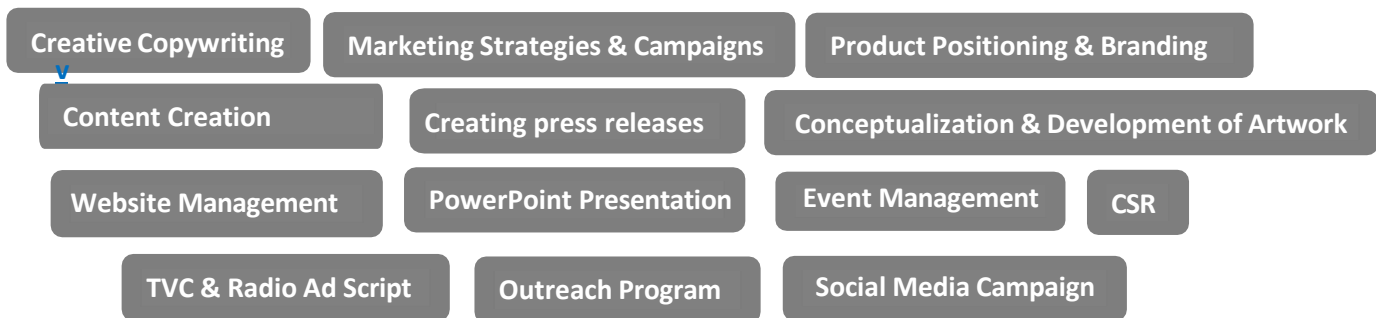 Creative Copywriting Marketing Strategies & Campaigns Product Positioning & Branding
v
Content Creation Creating press releases Conceptualization & Development of Artwork
Website Management PowerPoint Presentation Event Management CSR
TVC & Radio Ad Script Outreach Program Social Media Campaign